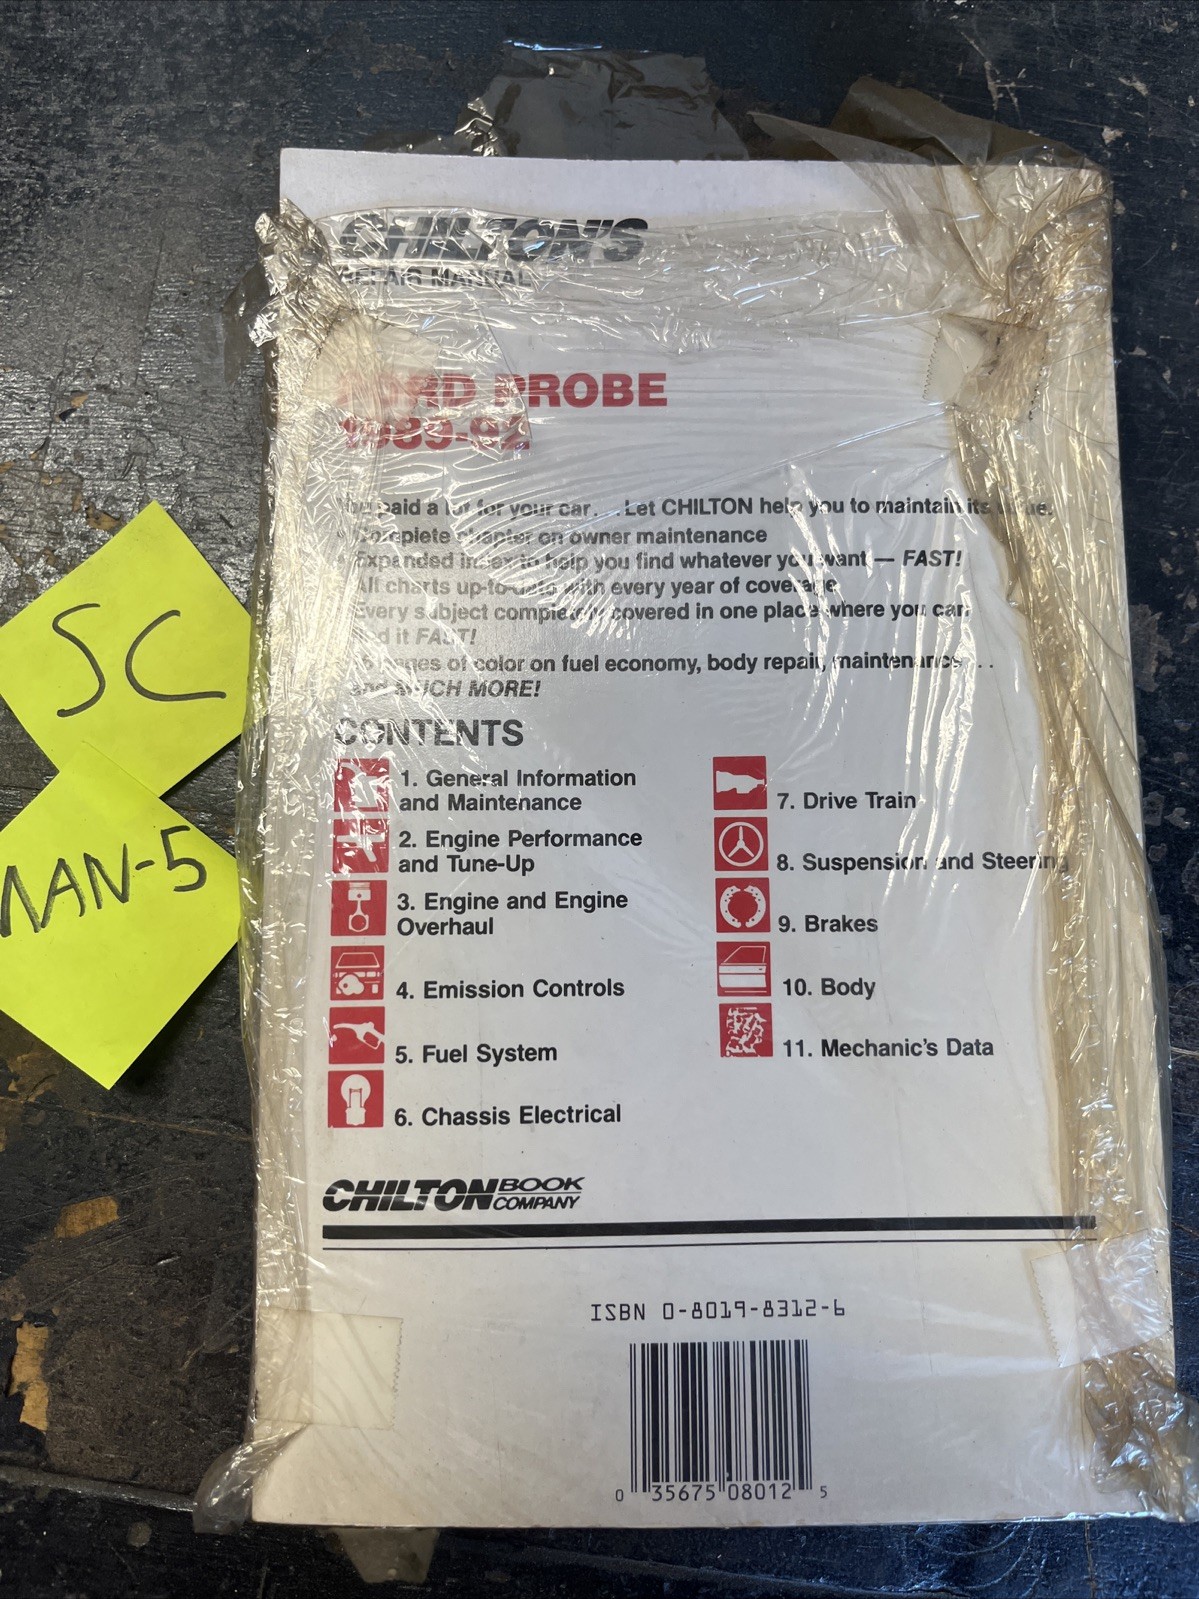 CHILTON'S
REPAIR MANUAL
FORD PROBE
1989-92
You paid a lot for your car. . . Let CHILTON help you to maintain its value.
• Complete chapter on owner maintenance
• Expanded index to help you find whatever you want — FAST!
All charts up-to-date with every year of coverage
Every subject completely covered in one place where you can
find it FAST!
pages of color on fuel economy, body repair, maintenance . . .
and MUCH MORE!
CONTENTS
1. General Information
and Maintenance
2. Engine Performance
and Tune-Up
3. Engine and Engine
Overhaul
4. Emission Controls
5. Fuel System
6. Chassis Electrical
7. Drive Train
8. Suspension and Steering
9. Brakes
10. Body
11. Mechanic's Data
CHILTON BOOK
COMPANY
ISBN 0-8019-8312-6
0 35675 08012 5
SC
MAN-5